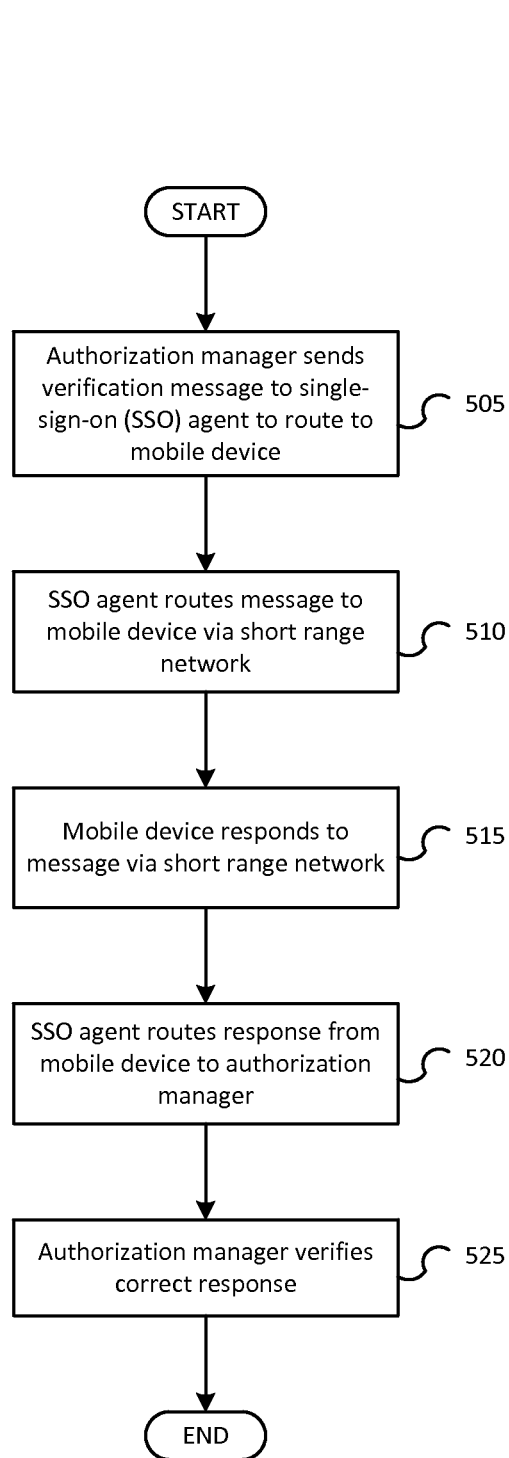 START
Authorization manager sends
verification message to single-
sign-on (SSO) agent to route to
mobile device
505
SSO agent routes message to
mobile device via short range
network
510
Mobile device responds to
message via short range network
515
SSO agent routes response from
mobile device to authorization
manager
520
Authorization manager verifies
correct response
525
END